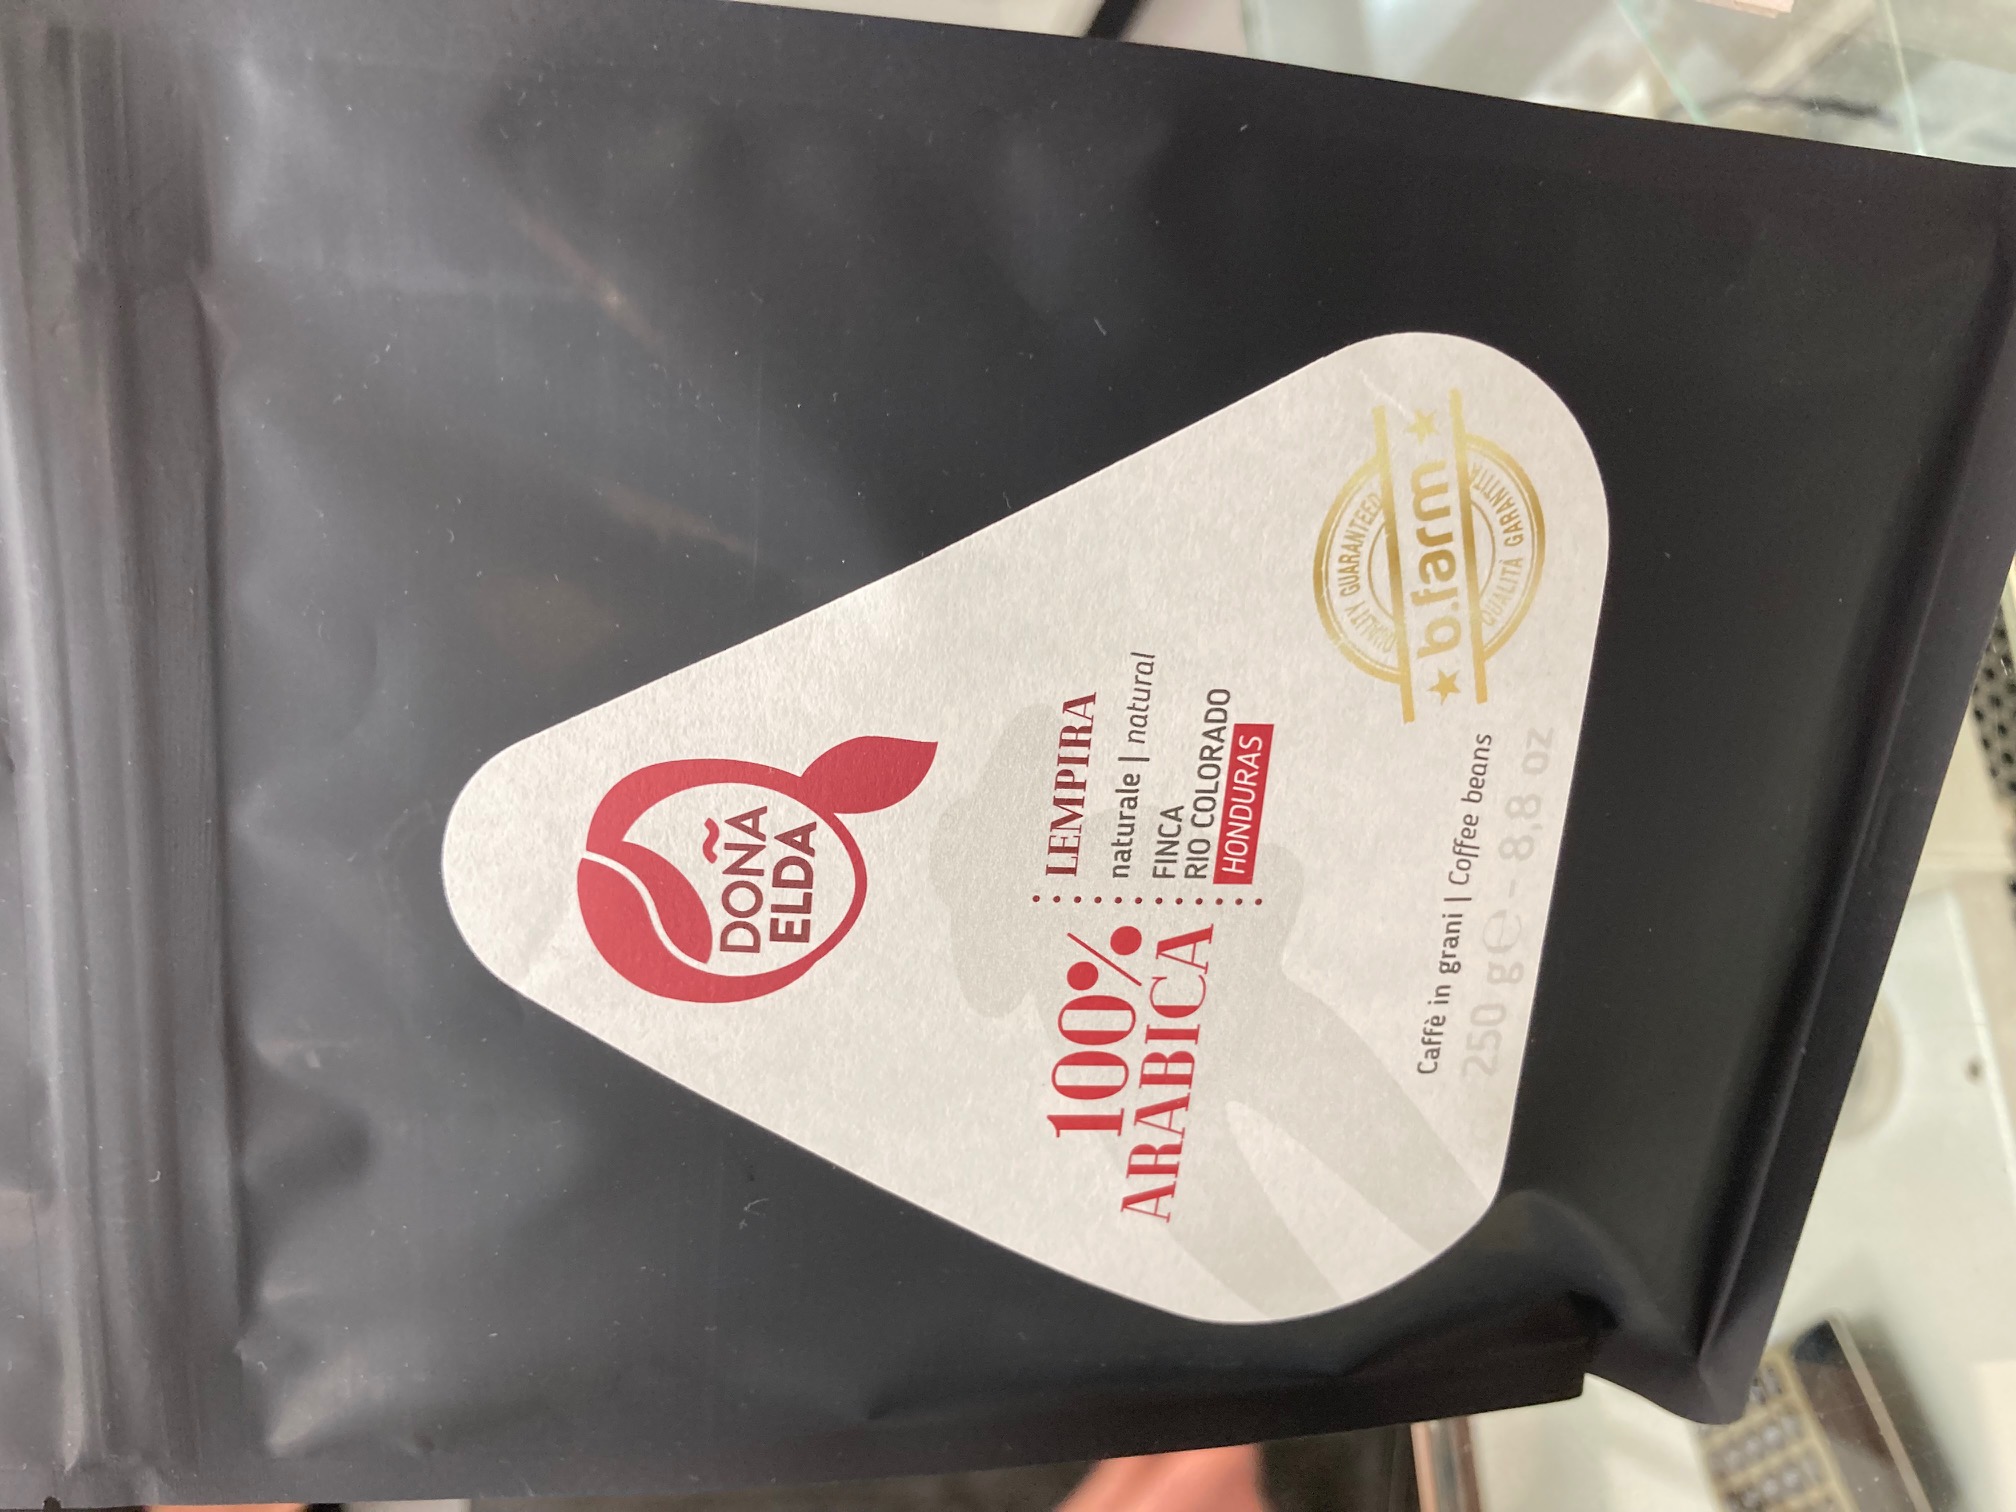 DOÑA
ELDA
100%
ARABICA
LEMPIRA
naturale | natural
FINCA
RIO COLORADO
HONDURAS
Caffè in grani | Coffee beans
250 g℮ - 8,8 oz
QUALITY GUARANTEED
★ b.farm ★
QUALITÀ GARANTITA